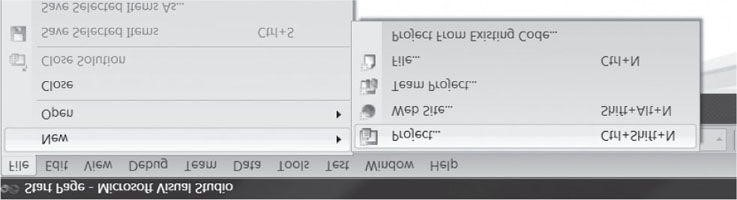 Start Page - Microsoft Visual Studio
File Edit View Debug Team Data Tools Test Window Help
New
Project... Ctrl+Shift+N
Web Site... Shift+Alt+N
Team Project...
File... Ctrl+N
Project From Existing Code...
Open
Close
Close Solution
Save Selected Items Ctrl+S
Save Selected Items As...